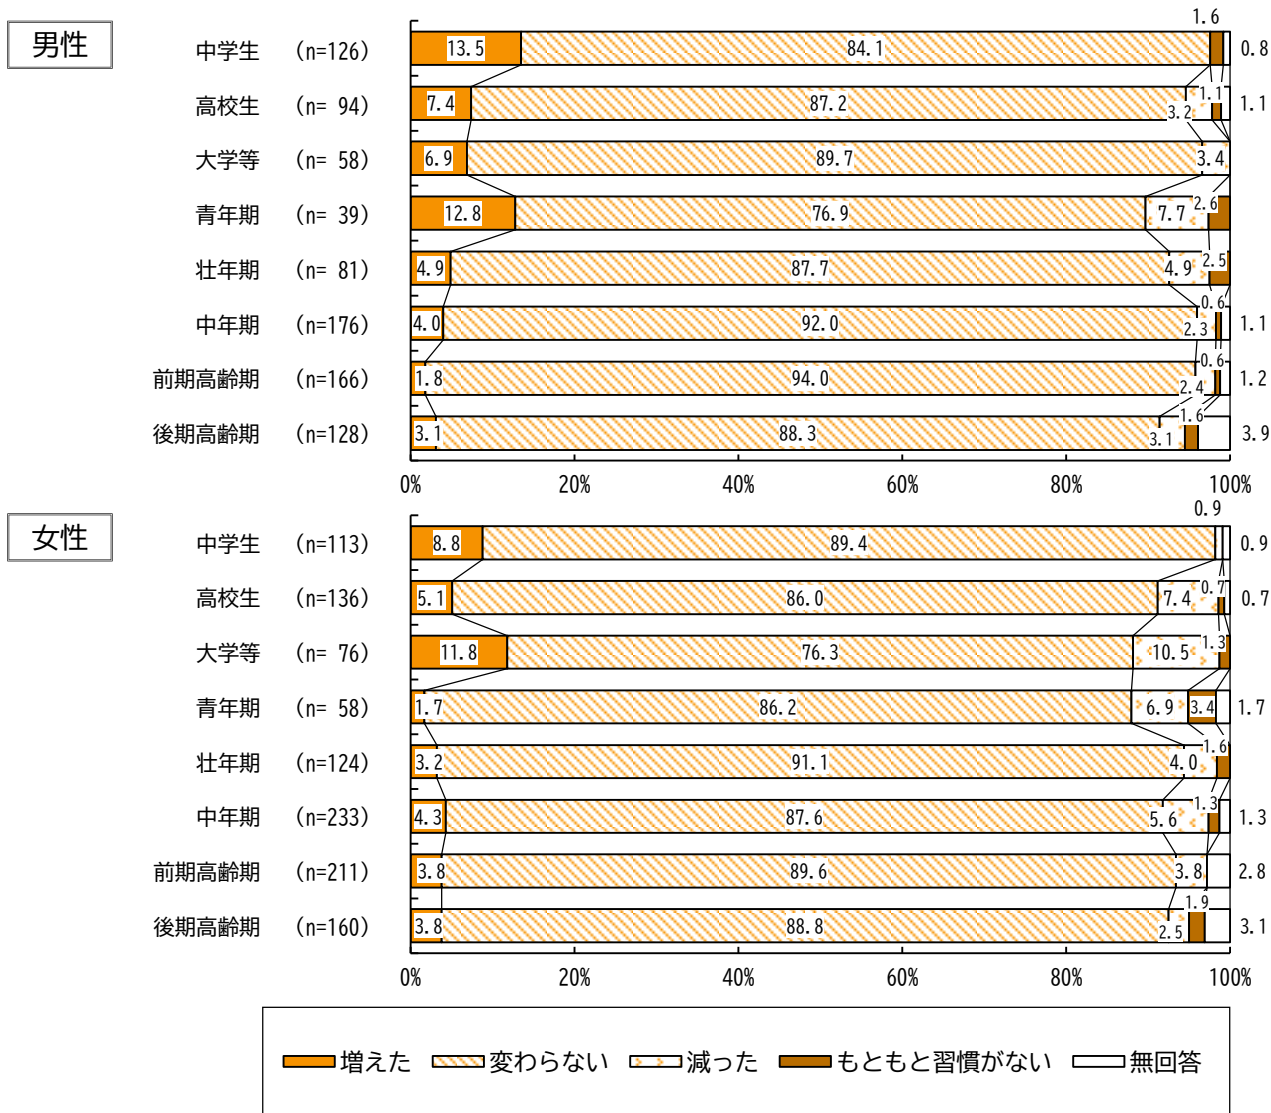 男性
1.6
中学生 (n=126) 13.5 84.1 0.8
高校生 (n= 94) 7.4 87.2 3.2 1.1 1.1
大学等 (n= 58) 6.9 89.7 3.4
青年期 (n= 39) 12.8 76.9 7.7 2.6
壮年期 (n= 81) 4.9 87.7 4.9 2.5
中年期 (n=176) 4.0 92.0 2.3 0.6 1.1
前期高齢期 (n=166) 1.8 94.0 2.4 0.6 1.2
後期高齢期 (n=128) 3.1 88.3 3.1 1.6 3.9
0% 20% 40% 60% 80% 100%
女性
0.9
中学生 (n=113) 8.8 89.4 0.9
高校生 (n=136) 5.1 86.0 7.4 0.7 0.7
大学等 (n= 76) 11.8 76.3 10.5 1.3
青年期 (n= 58) 1.7 86.2 6.9 3.4 1.7
壮年期 (n=124) 3.2 91.1 4.0 1.6
中年期 (n=233) 4.3 87.6 5.6 1.3 1.3
前期高齢期 (n=211) 3.8 89.6 3.8 2.8
後期高齢期 (n=160) 3.8 88.8 2.5 1.9 3.1
0% 20% 40% 60% 80% 100%
増えた 変わらない 減った もともと習慣がない 無回答